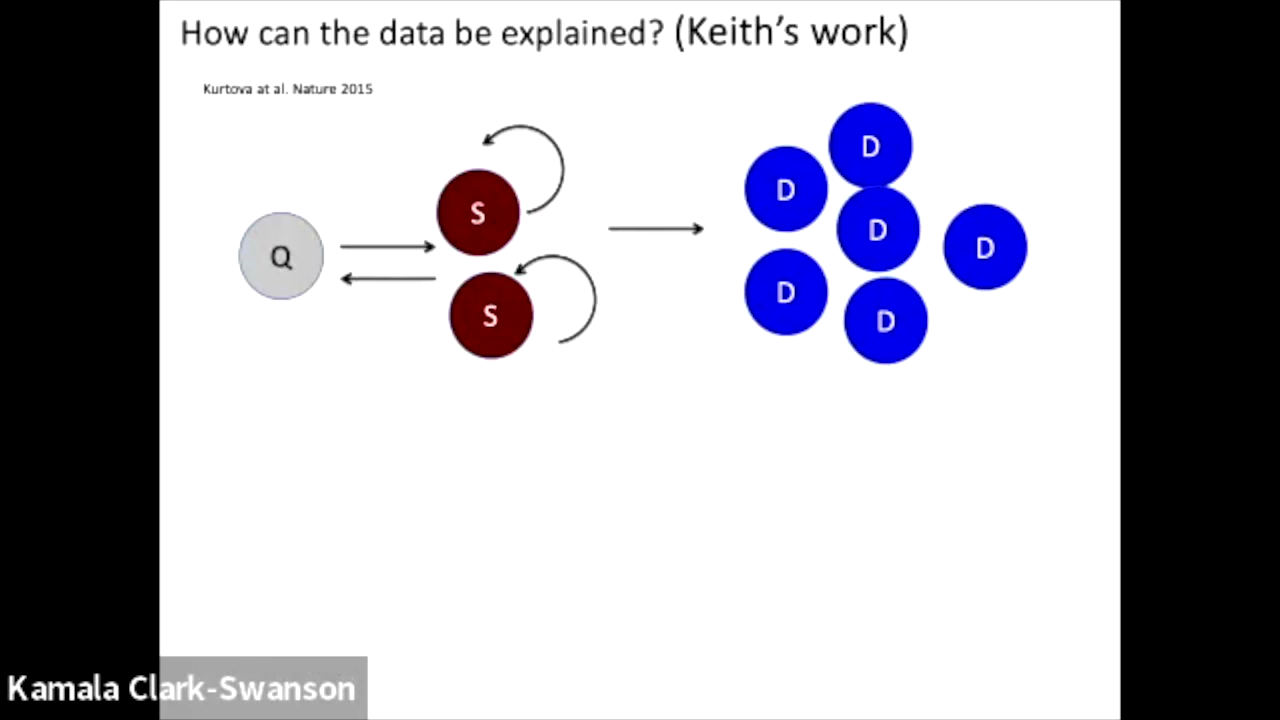 How can the data be explained? (Keith's work)
Kurtova at al. Nature 2015
D
D
S
D
D
Q
D
S
D
Kamala Clark-Swanson